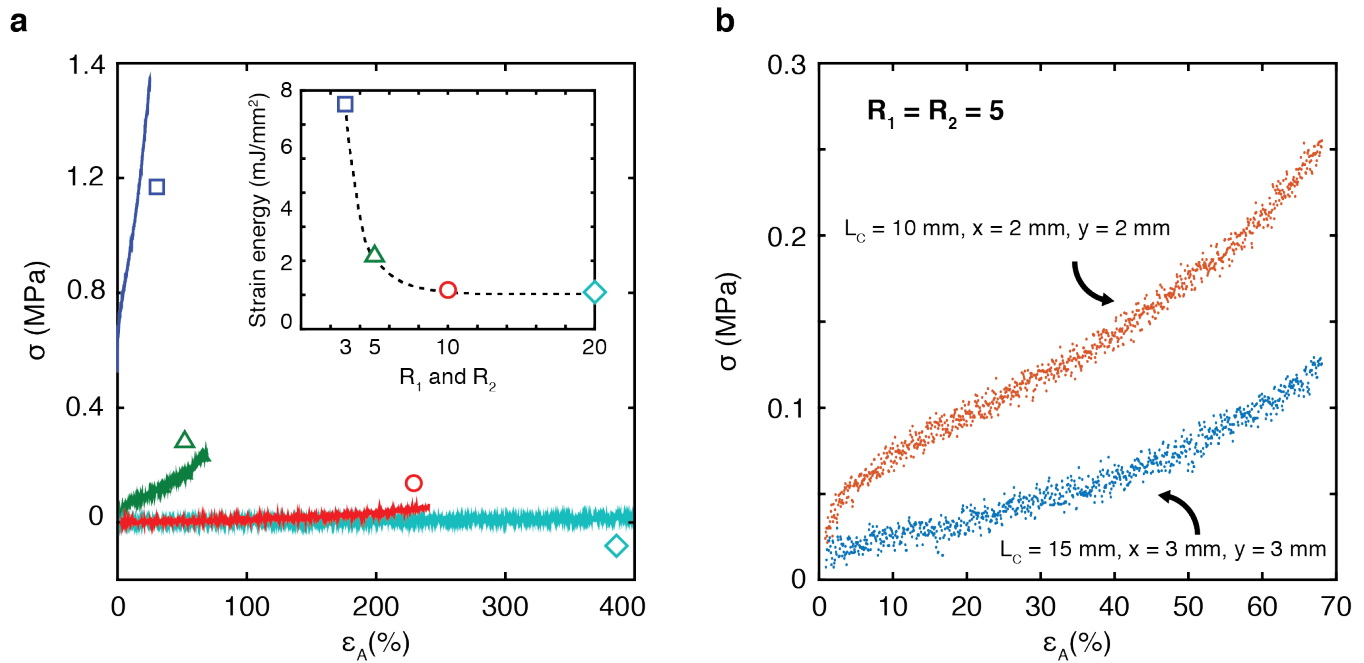 a
b
1.4
1.2
0.8
0.4
0
σ (MPa)
0
100
200
300
400
ε_A(%)
8
6
4
2
0
Strain energy (mJ/mm²)
3
5
10
20
R₁ and R₂
0.3
0.2
0.1
0
σ (MPa)
R₁ = R₂ = 5
L_C = 10 mm, x = 2 mm, y = 2 mm
L_C = 15 mm, x = 3 mm, y = 3 mm
0
10
20
30
40
50
60
70
ε_A(%)